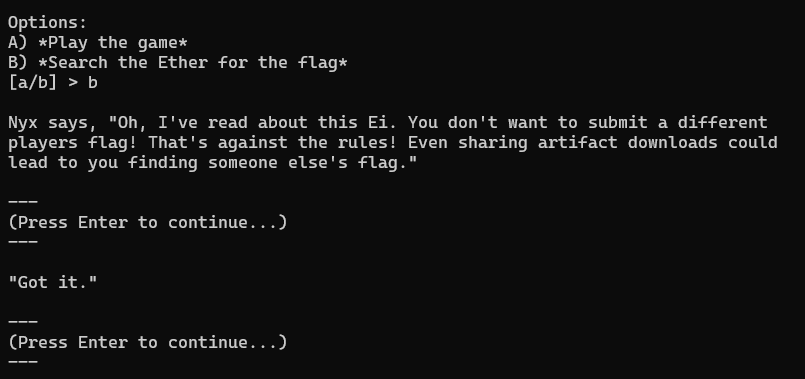 Options:
A) *Play the game*
B) *Search the Ether for the flag*
[a/b] > b
Nyx says, "Oh, I've read about this Ei. You don't want to submit a different
players flag! That's against the rules! Even sharing artifact downloads could
lead to you finding someone else's flag."
---
(Press Enter to continue...)
---
"Got it."
---
(Press Enter to continue...)
---